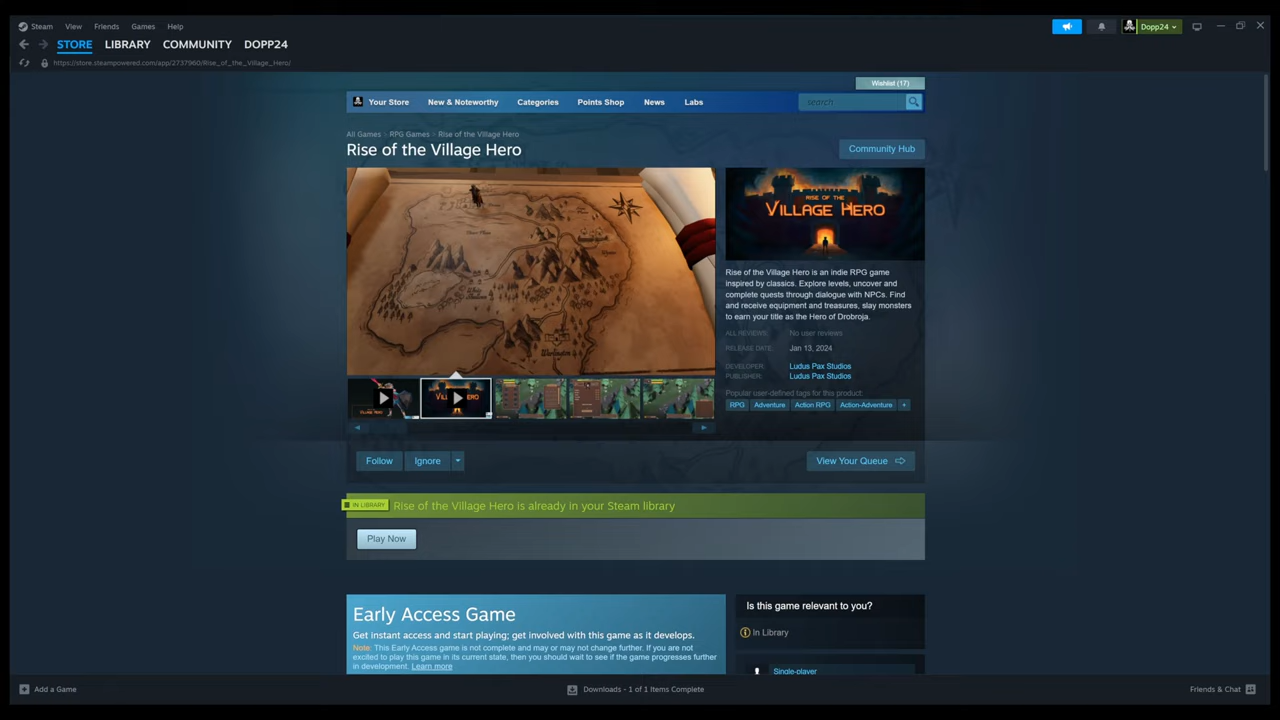 Steam View Friends Games Help
Dopp24
STORE LIBRARY COMMUNITY DOPP24
https://store.steampowered.com/app/2737960/Rise_of_the_Village_Hero/
Wishlist (17)
Your Store New & Noteworthy Categories Points Shop News Labs
search
All Games RPG Games Rise of the Village Hero
Rise of the Village Hero
Community Hub
RISE OF THE
VILLAGE HERO
Rise of the Village Hero is an indie RPG game
inspired by classics. Explore levels, uncover and
complete quests through dialogue with NPCs. Find
and receive equipment and treasures, slay monsters
to earn your title as the Hero of Drobroja.
ALL REVIEWS: No user reviews
RELEASE DATE: Jan 13, 2024
DEVELOPER: Ludus Pax Studios
PUBLISHER: Ludus Pax Studios
Popular user-defined tags for this product:
RPG Adventure Action RPG Action-Adventure +
Follow Ignore
View Your Queue
IN LIBRARY
Rise of the Village Hero is already in your Steam library
Play Now
Early Access Game
Get instant access and start playing; get involved with this game as it develops.
Note: This Early Access game is not complete and may or may not change further. If you are not
excited to play this game in its current state, then you should wait to see if the game progresses further
in development. Learn more
Is this game relevant to you?
In Library
Single-player
Add a Game
Downloads - 1 of 1 Items Complete
Friends & Chat